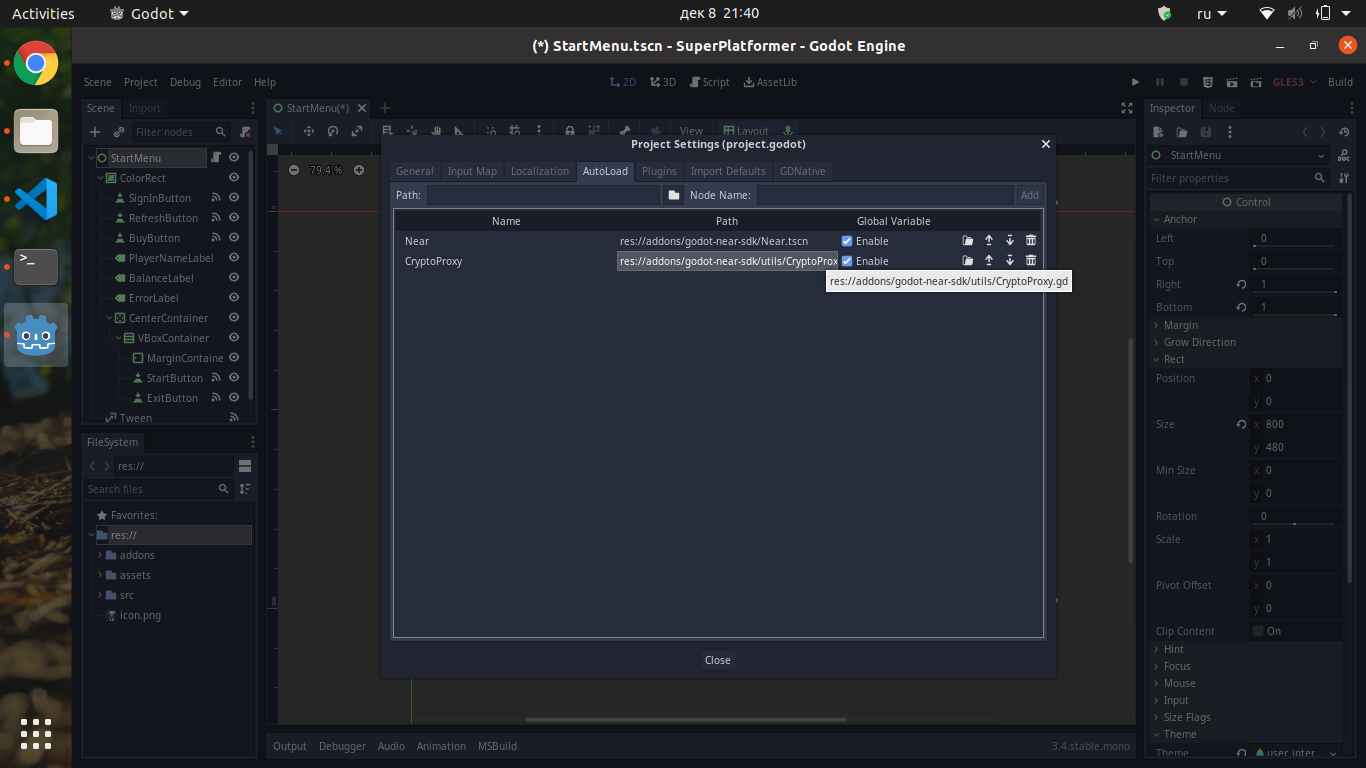 Activities Godot дек 8 21:40 ru
(*) StartMenu.tscn - SuperPlatformer - Godot Engine
Scene Project Debug Editor Help 2D 3D Script AssetLib GLES3 Build
Scene Import
Filter nodes
StartMenu
ColorRect
SignInButton
RefreshButton
BuyButton
PlayerNameLabel
BalanceLabel
ErrorLabel
CenterContainer
VBoxContainer
MarginContaine
StartButton
ExitButton
Tween
FileSystem
res://
Search files
Favorites:
res://
addons
assets
src
icon.png
StartMenu(*)
View Layout
79.4 %
Project Settings (project.godot)
General Input Map Localization AutoLoad Plugins Import Defaults GDNative
Path: Node Name: Add
Name Path Global Variable
Near res://addons/godot-near-sdk/Near.tscn Enable
CryptoProxy res://addons/godot-near-sdk/utils/CryptoProx Enable
res://addons/godot-near-sdk/utils/CryptoProxy.gd
Close
Output Debugger Audio Animation MSBuild 3.4.stable.mono
Inspector Node
StartMenu
Filter properties
Control
Anchor
Left 0
Top 0
Right 1
Bottom 1
Margin
Grow Direction
Rect
Position x 0
y 0
Size x 800
y 480
Min Size x 0
y 0
Rotation 0
Scale x 1
y 1
Pivot Offset x 0
y 0
Clip Content On
Hint
Focus
Mouse
Input
Size Flags
Theme
Theme user_inter